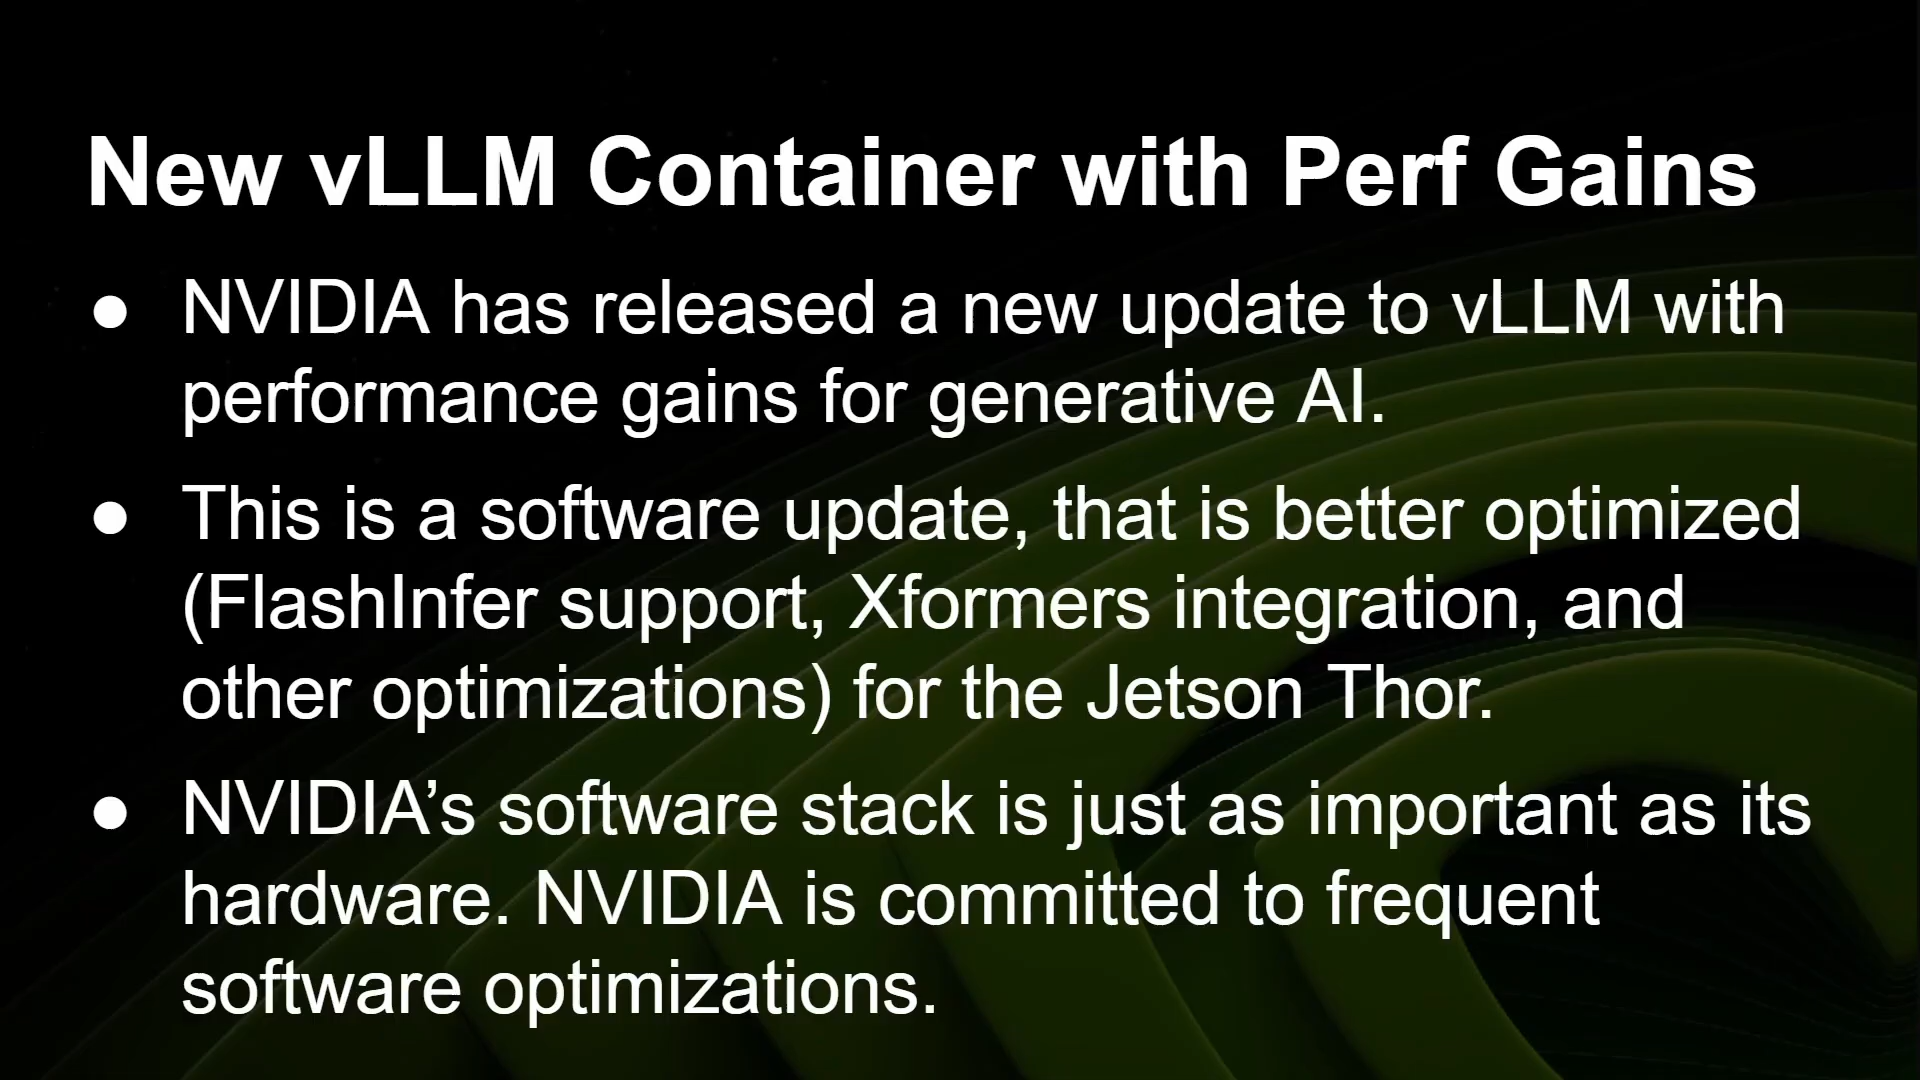 New vLLM Container with Perf Gains
● NVIDIA has released a new update to vLLM with
performance gains for generative AI.
● This is a software update, that is better optimized
(FlashInfer support, Xformers integration, and
other optimizations) for the Jetson Thor.
● NVIDIA’s software stack is just as important as its
hardware. NVIDIA is committed to frequent
software optimizations.